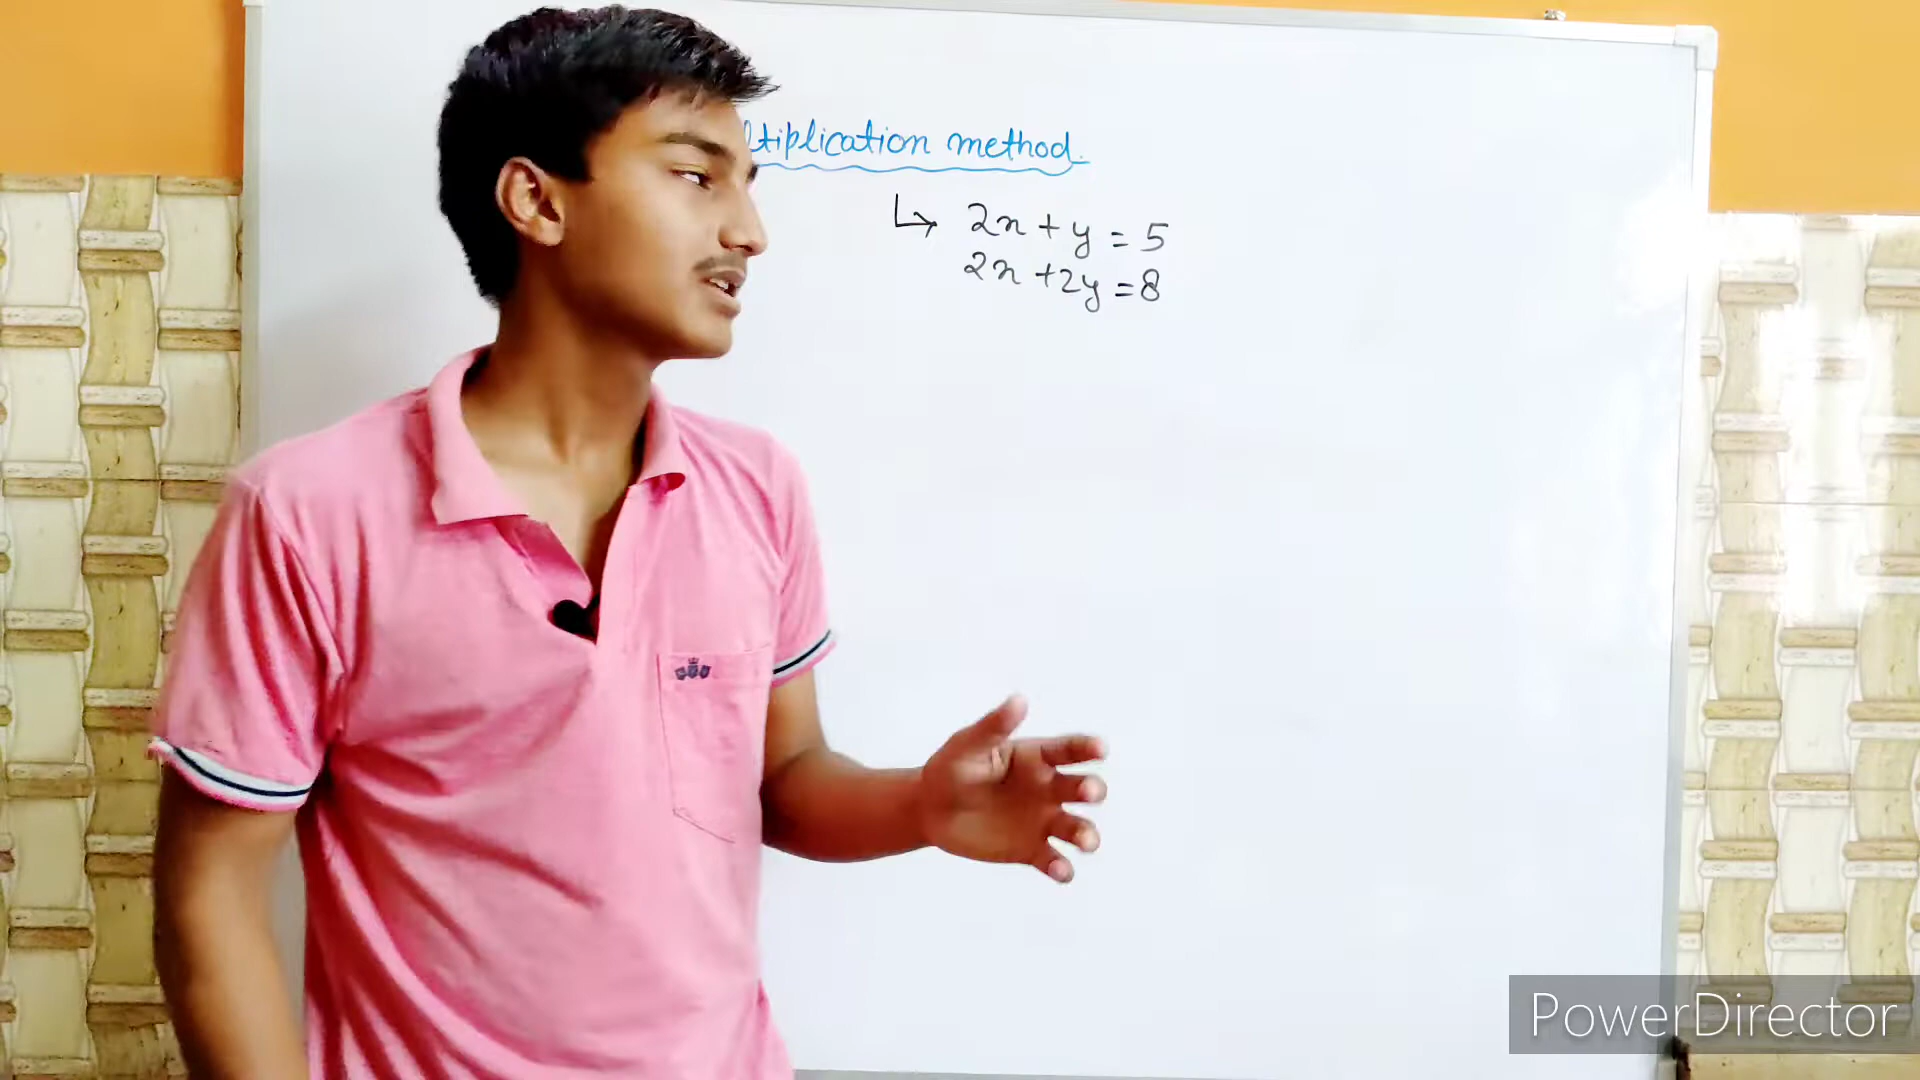 ltiplication method.
↳ 2x + y = 5
2x + 2y = 8
PowerDirector